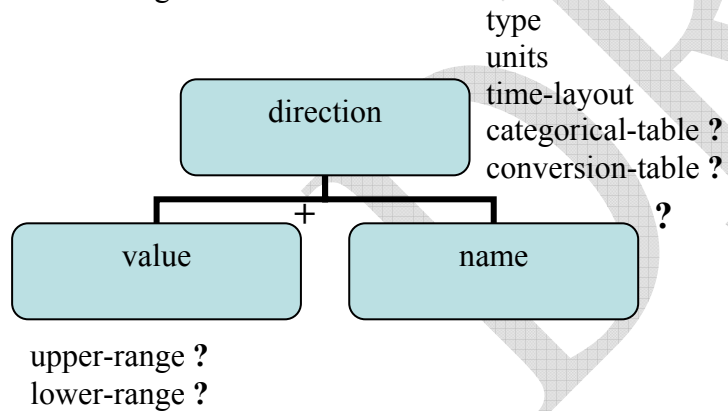 type
units
time-layout
categorical-table ?
conversion-table ?
direction
+
?
value
name
upper-range ?
lower-range ?